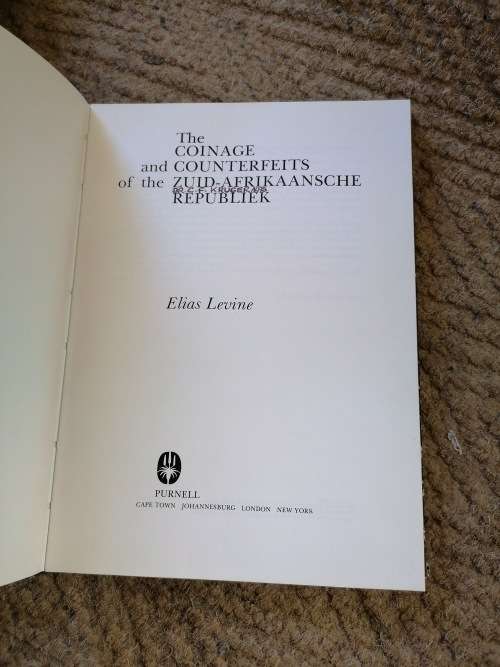 The
COINAGE
and COUNTERFEITS
of the ZUID-AFRIKAANSCHE
REPUBLIEK
Elias Levine
PURNELL
CAPE TOWN JOHANNESBURG LONDON NEW YORK